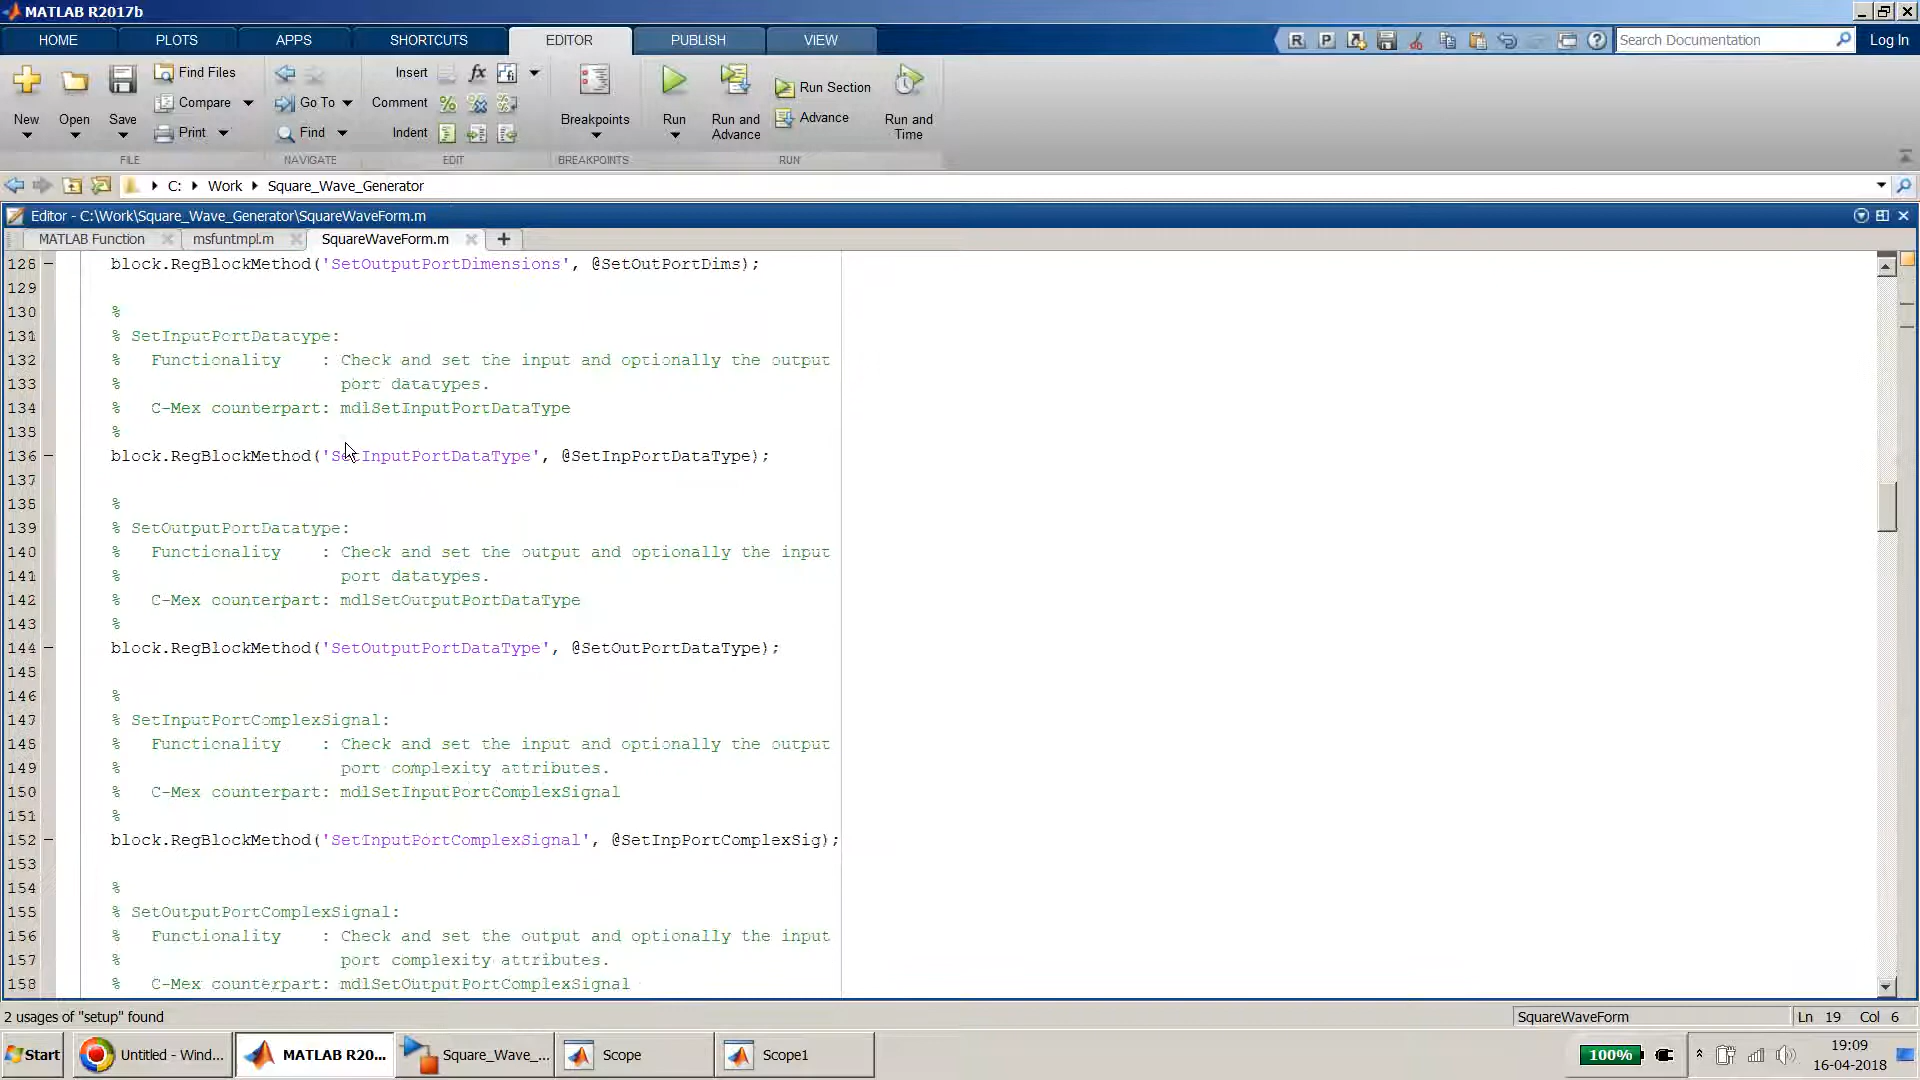 MATLAB R2017b
HOME PLOTS APPS SHORTCUTS EDITOR PUBLISH VIEW Search Documentation Log In
Find Files Insert fx Run Section
Compare Go To Comment
New Open Save Print Find Indent Breakpoints Run Run and Advance Advance Run and Time
FILE NAVIGATE EDIT BREAKPOINTS RUN
C: Work Square_Wave_Generator
Editor - C:\Work\Square_Wave_Generator\SquareWaveForm.m
MATLAB Function msfuntmpl.m SquareWaveForm.m
128 block.RegBlockMethod('SetOutputPortDimensions', @SetOutPortDims);
129
130 %
131 % SetInputPortDatatype:
132 % Functionality : Check and set the input and optionally the output
133 % port datatypes.
134 % C-Mex counterpart: mdlSetInputPortDataType
135 %
136 block.RegBlockMethod('SetInputPortDataType', @SetInpPortDataType);
137
138 %
139 % SetOutputPortDatatype:
140 % Functionality : Check and set the output and optionally the input
141 % port datatypes.
142 % C-Mex counterpart: mdlSetOutputPortDataType
143 %
144 block.RegBlockMethod('SetOutputPortDataType', @SetOutPortDataType);
145
146 %
147 % SetInputPortComplexSignal:
148 % Functionality : Check and set the input and optionally the output
149 % port complexity attributes.
150 % C-Mex counterpart: mdlSetInputPortComplexSignal
151 %
152 block.RegBlockMethod('SetInputPortComplexSignal', @SetInpPortComplexSig);
153
154 %
155 % SetOutputPortComplexSignal:
156 % Functionality : Check and set the output and optionally the input
157 % port complexity attributes.
158 % C-Mex counterpart: mdlSetOutputPortComplexSignal
2 usages of "setup" found SquareWaveForm Ln 19 Col 6
Start Untitled - Wind... MATLAB R20... Square_Wave_... Scope Scope1 100% 19:09
16-04-2018